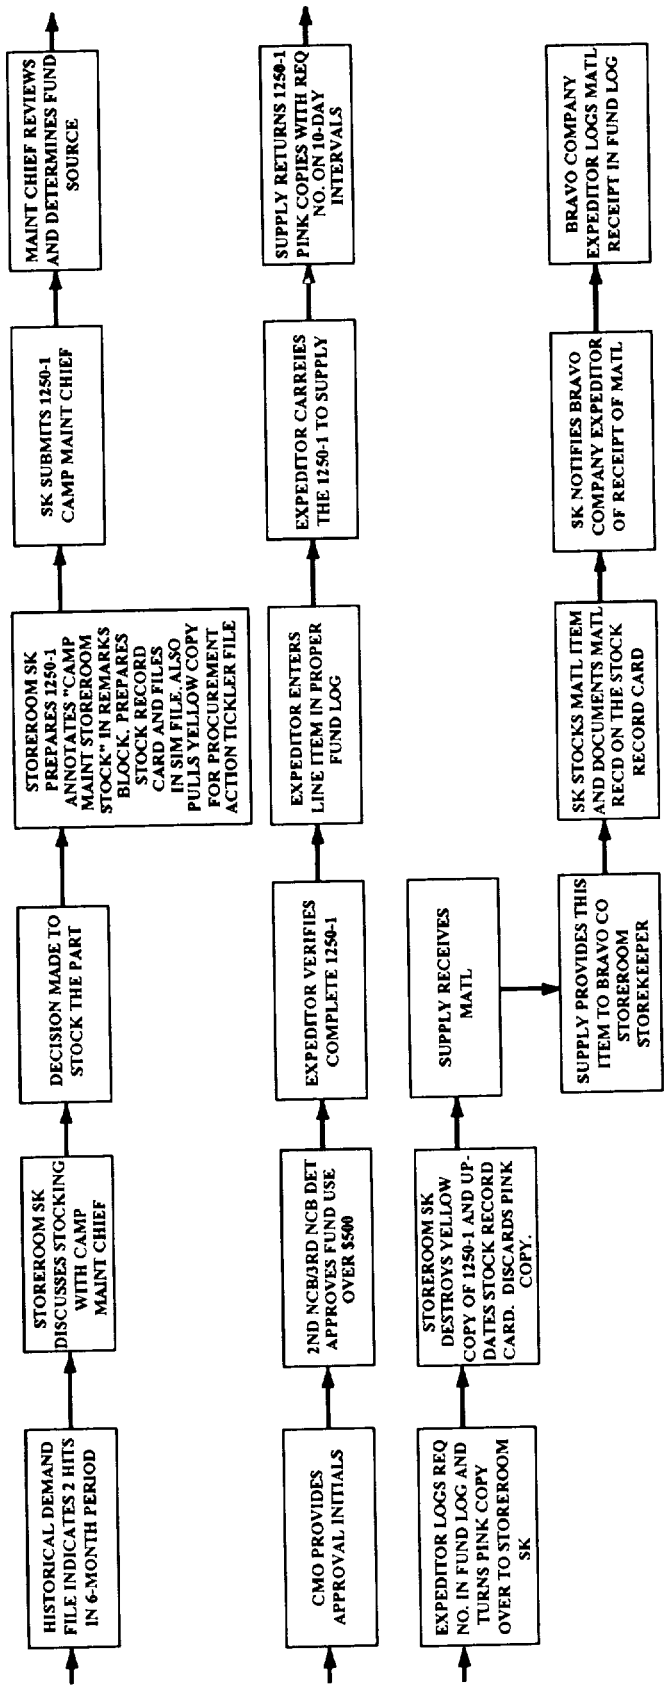 HISTORICAL DEMAND
FILE INDICATES 2 HITS
IN 6-MONTH PERIOD
STOREROOM SK
DISCUSSES STOCKING
WITH CAMP
MAINT CHIEF
DECISION MADE TO
STOCK THE PART
STOREROOM SK
PREPARES 1250-1
ANNOTATES "CAMP
MAINT STOREROOM
STOCK" IN REMARKS
BLOCK. PREPARES
STOCK RECORD
CARD AND FILES
IN SIM FILE. ALSO
PULLS YELLOW COPY
FOR PROCUREMENT
ACTION TICKLER FILE
SK SUBMITS 1250-1
CAMP MAINT CHIEF
MAINT CHIEF REVIEWS
AND DETERMINES FUND
SOURCE
CMO PROVIDES
APPROVAL INITIALS
2ND NCB/3RD NCB DET
APPROVES FUND USE
OVER $500
EXPEDITOR VERIFIES
COMPLETE 1250-1
EXPEDITOR ENTERS
LINE ITEM IN PROPER
FUND LOG
EXPEDITOR CARREIES
THE 1250-1 TO SUPPLY
SUPPLY RETURNS 1250-1
PINK COPIES WITH REQ
NO. ON 10-DAY
INTERVALS
EXPEDITOR LOGS REQ
NO. IN FUND LOG AND
TURNS PINK COPY
OVER TO STOREROOM
SK
STOREROOM SK
DESTROYS YELLOW
COPY OF 1250-1 AND UP-
DATES STOCK RECORD
CARD. DISCARDS PINK
COPY.
SUPPLY RECEIVES
MATL
SUPPLY PROVIDES THIS
ITEM TO BRAVO CO
STOREROOM
STOREKEEPER
SK STOCKS MATL ITEM
AND DOCUMENTS MATL
RECD ON THE STOCK
RECORD CARD
SK NOTIFIES BRAVO
COMPANY EXPEDITOR
OF RECEIPT OF MATL
BRAVO COMPANY
EXPEDITOR LOGS MATL
RECEIPT IN FUND LOG